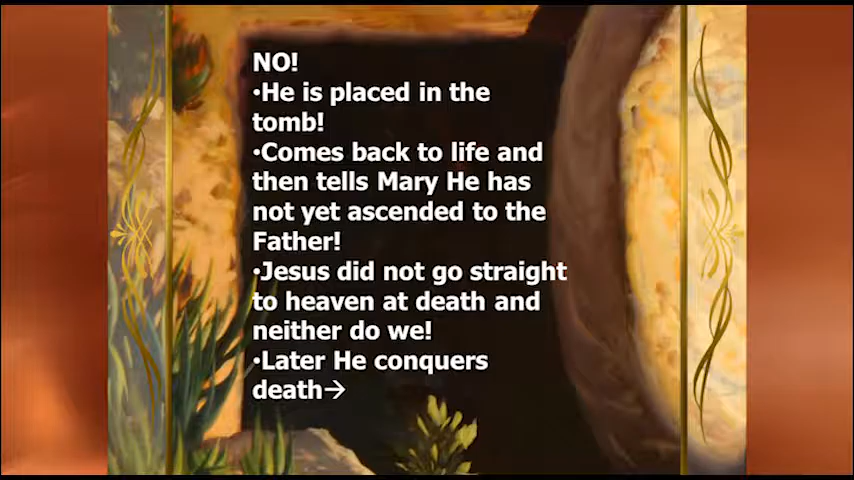 NO!
•He is placed in the
tomb!
•Comes back to life and
then tells Mary He has
not yet ascended to the
Father!
•Jesus did not go straight
to heaven at death and
neither do we!
•Later He conquers
death→